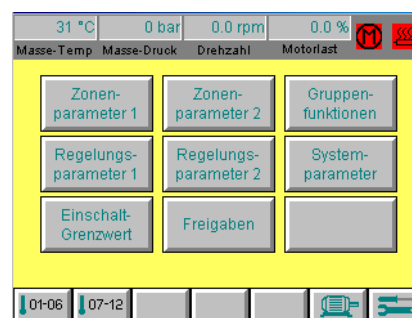 31 °C 0 bar 0.0 rpm 0.0 %
Masse-Temp Masse-Druck Drehzahl Motorlast
M
Zonen-
parameter 1
Zonen-
parameter 2
Gruppen-
funktionen
Regelungs-
parameter 1
Regelungs-
parameter 2
System-
parameter
Einschalt-
Grenzwert
Freigaben
01-06 07-12